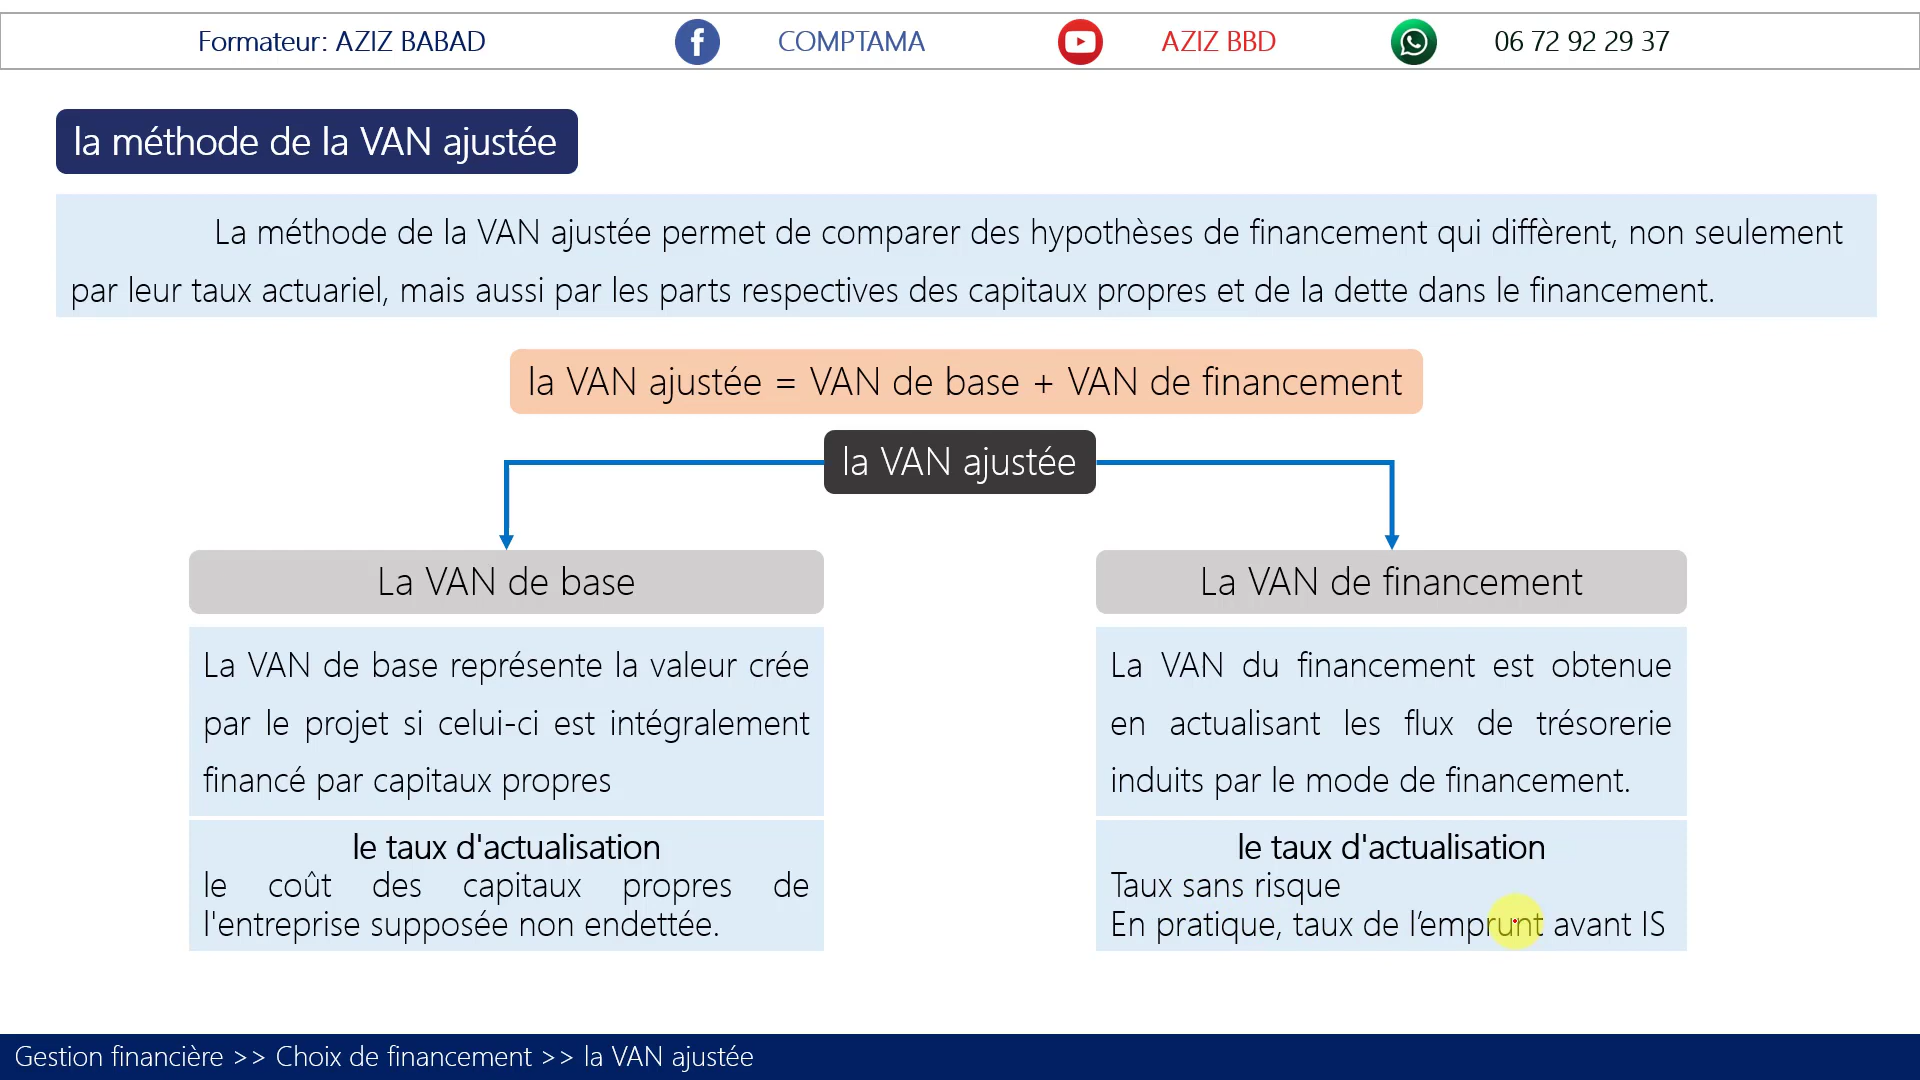 Formateur: AZIZ BABAD
COMPTAMA
AZIZ BBD
06 72 92 29 37
la méthode de la VAN ajustée
La méthode de la VAN ajustée permet de comparer des hypothèses de financement qui diffèrent, non seulement
par leur taux actuariel, mais aussi par les parts respectives des capitaux propres et de la dette dans le financement.
la VAN ajustée = VAN de base + VAN de financement
la VAN ajustée
La VAN de base
La VAN de base représente la valeur crée
par le projet si celui-ci est intégralement
financé par capitaux propres
le taux d'actualisation
le coût des capitaux propres de
l'entreprise supposée non endettée.
La VAN de financement
La VAN du financement est obtenue
en actualisant les flux de trésorerie
induits par le mode de financement.
le taux d'actualisation
Taux sans risque
En pratique, taux de l’emprunt avant IS
Gestion financière >> Choix de financement >> la VAN ajustée